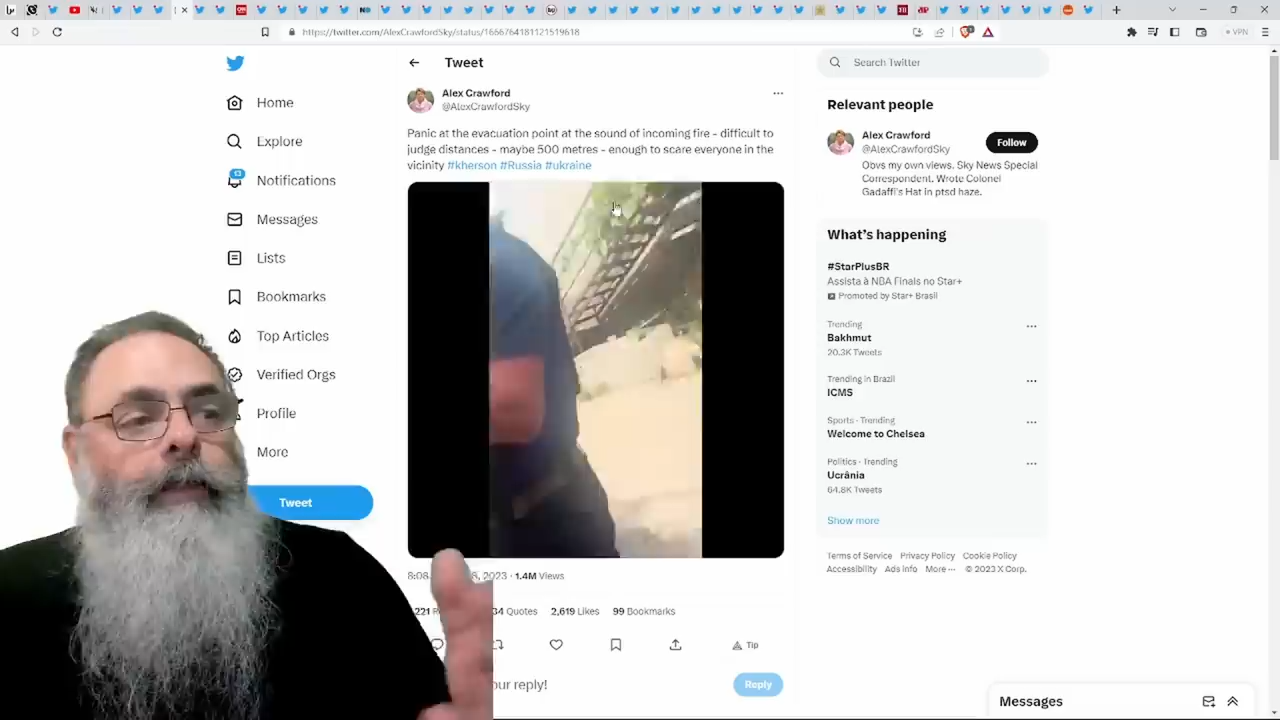 https://twitter.com/AlexCrawfordSky/status/1666764181121519618
VPN
Home
Explore
Notifications
Messages
Lists
Bookmarks
Top Articles
Verified Orgs
Profile
More
Tweet
Tweet
Alex Crawford
@AlexCrawfordSky
Panic at the evacuation point at the sound of incoming fire - difficult to
judge distances - maybe 500 metres - enough to scare everyone in the
vicinity #kherson #Russia #ukraine
2023 · 1.4M Views
Quotes 2,619 Likes 99 Bookmarks
Tip
reply!
Reply
Search Twitter
Relevant people
Alex Crawford
@AlexCrawfordSky
Follow
Obvs my own views. Sky News Special
Correspondent. Wrote Colonel
Gadaffi's Hat in ptsd haze.
What's happening
#StarPlusBR
Assista à NBA Finals no Star+
Promoted by Star+ Brasil
Trending
Bakhmut
20.3K Tweets
Trending in Brazil
ICMS
Sports · Trending
Welcome to Chelsea
Politics · Trending
Ucrânia
64.8K Tweets
Show more
Terms of Service Privacy Policy Cookie Policy
Accessibility Ads info More ··· © 2023 X Corp.
Messages